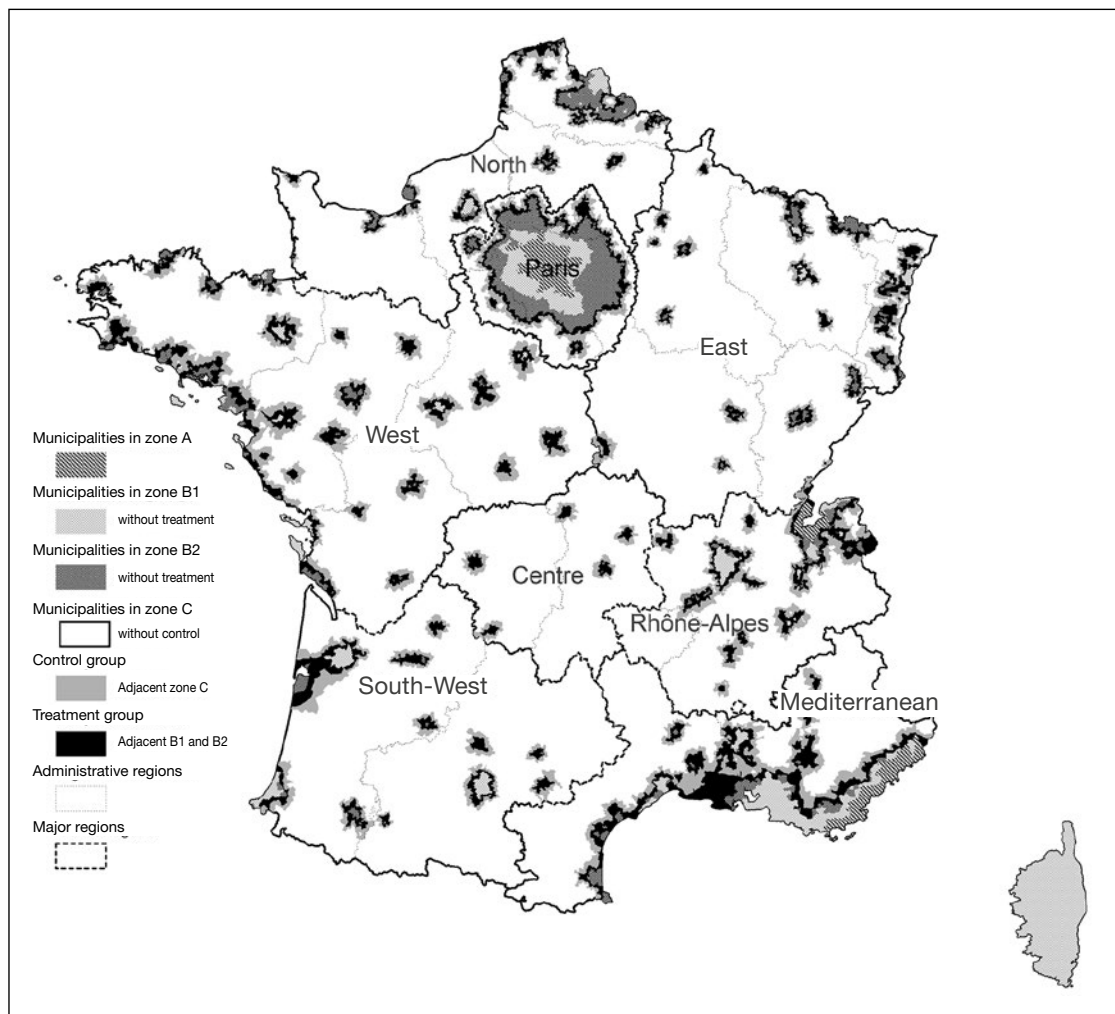 North
Paris
East
West
Centre
Rhône-Alpes
South-West
Mediterranean
Municipalities in zone A
Municipalities in zone B1
without treatment
Municipalities in zone B2
without treatment
Municipalities in zone C
without control
Control group
Adjacent zone C
Treatment group
Adjacent B1 and B2
Administrative regions
Major regions